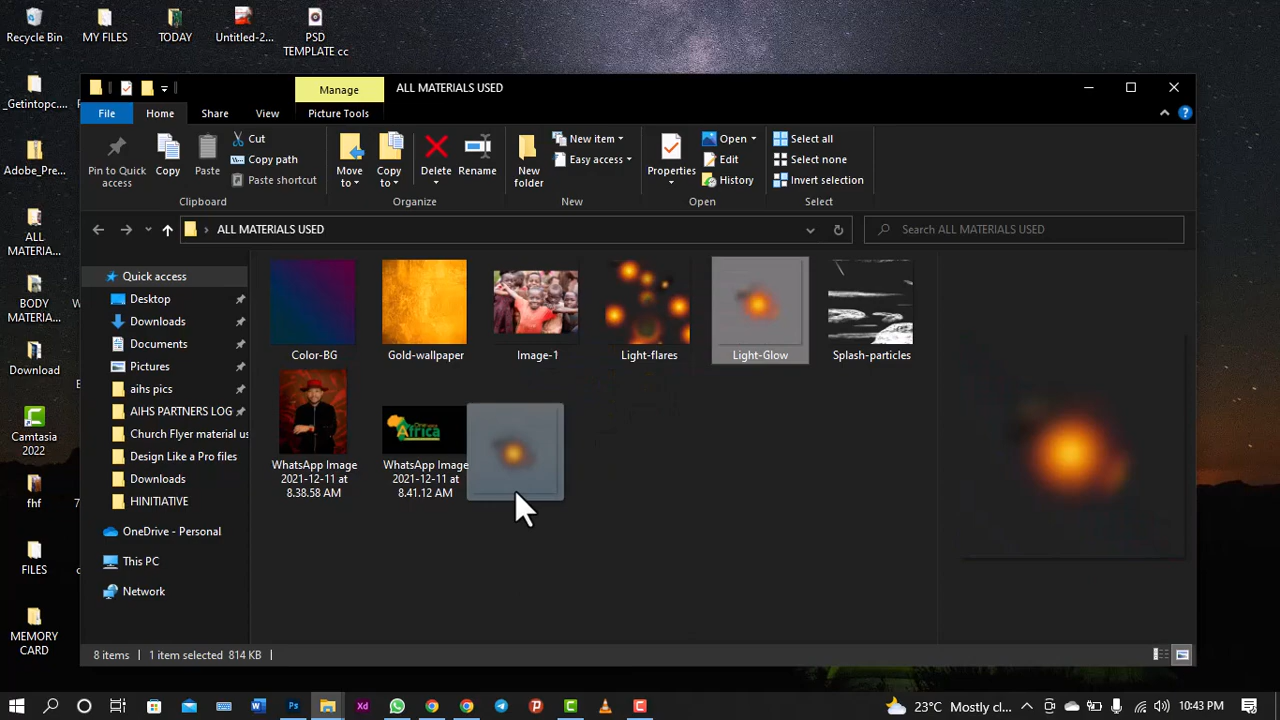 Recycle Bin
MY FILES
TODAY
Untitled-2...
PSD
TEMPLATE cc
_Getintopc....
Adobe_Pre...
ALL
MATERIA...
BODY
MATERIA...
Download
Camtasia
2022
fhf
FILES
MEMORY
CARD
Manage
ALL MATERIALS USED
File
Home
Share
View
Picture Tools
Pin to Quick
access
Copy
Paste
Cut
Copy path
Paste shortcut
Clipboard
Move
to
Copy
to
Delete
Rename
Organize
New
folder
New item
Easy access
New
Properties
Open
Edit
History
Open
Select all
Select none
Invert selection
Select
ALL MATERIALS USED
Search ALL MATERIALS USED
Quick access
Desktop
Downloads
Documents
Pictures
aihs pics
AIHS PARTNERS LOG
Church Flyer material us
Design Like a Pro files
Downloads
HINITIATIVE
OneDrive - Personal
This PC
Network
Color-BG
Gold-wallpaper
Image-1
Light-flares
Light-Glow
Splash-particles
WhatsApp Image
2021-12-11 at
8.38.58 AM
One
Africa
WhatsApp Image
2021-12-11 at
8.41.12 AM
8 items
1 item selected 814 KB
23°C Mostly cl...
10:43 PM